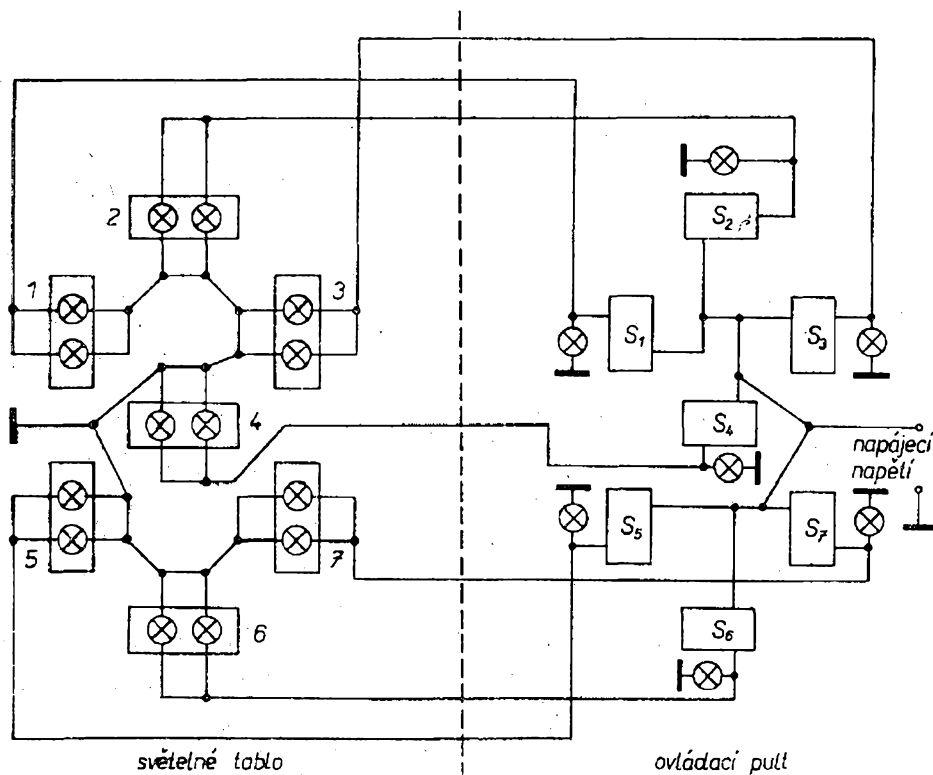 2
1
3
4
5
7
6
S2
S1
S3
S4
S5
S7
S6
napájecí
napětí
světelné tablo
ovládací pult